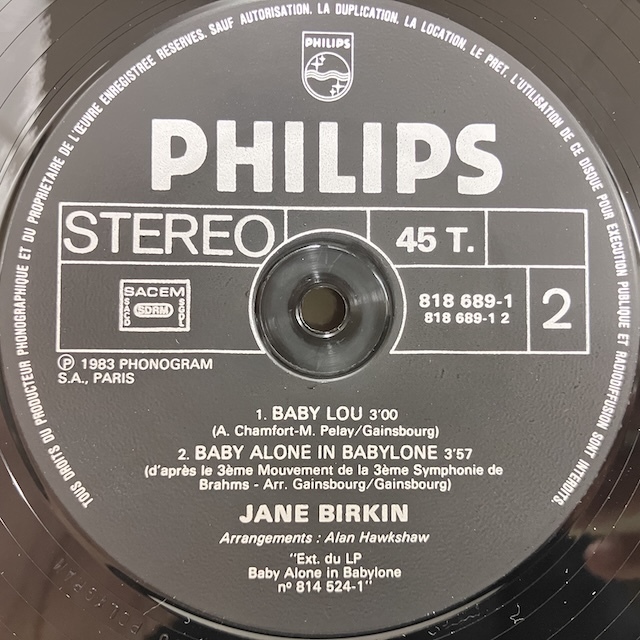 TOUS DROITS DU PRODUCTEUR PHONOGRAPHIQUE ET DU PROPRIETAIRE DE L'ŒUVRE ENREGISTREE RESERVES. SAUF AUTORISATION. LA DUPLICATION. LA LOCATION. LE PRET. L'UTILISATION DE CE DISQUE POUR EXECUTION PUBLIQUE ET RADIODIFFUSION SONT INTERDITS.
PHILIPS
PHILIPS
STEREO
45 T.
SACEM
SACD
SDRM
SCGL
818 689-1
818 689-1 2
2
℗ 1983 PHONOGRAM
S.A., PARIS
1. BABY LOU 3'00
(A. Chamfort-M. Pelay/Gainsbourg)
2. BABY ALONE IN BABYLONE 3'57
(d'après le 3ème Mouvement de la 3ème Symphonie de
Brahms - Arr. Gainsbourg/Gainsbourg)
JANE BIRKIN
Arrangements : Alan Hawkshaw
"Ext. du LP
Baby Alone in Babylone
n° 814 524-1"